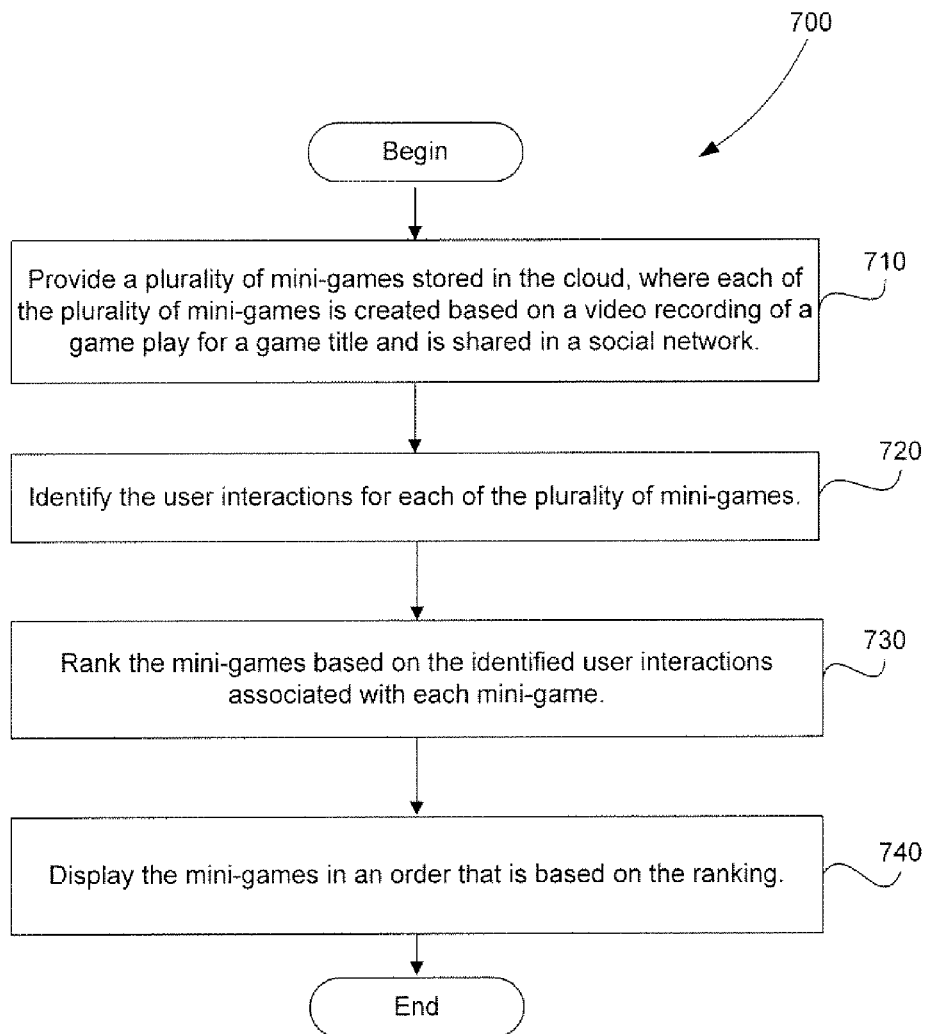 700
Begin
Provide a plurality of mini-games stored in the cloud, where each of
the plurality of mini-games is created based on a video recording of a
game play for a game title and is shared in a social network.
710
Identify the user interactions for each of the plurality of mini-games.
720
Rank the mini-games based on the identified user interactions
associated with each mini-game.
730
Display the mini-games in an order that is based on the ranking.
740
End